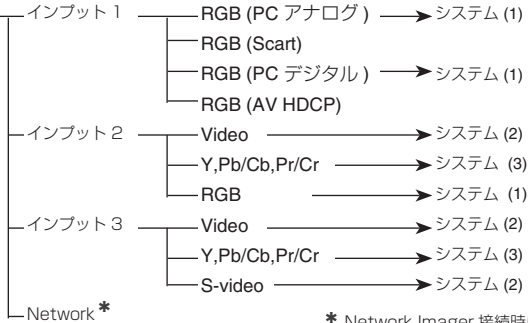 インプット 1 RGB (PC アナログ ) システム (1)
RGB (Scart)
RGB (PC デジタル ) システム (1)
RGB (AV HDCP)
インプット 2 Video システム (2)
Y,Pb/Cb,Pr/Cr システム (3)
RGB システム (1)
インプット 3 Video システム (2)
Y,Pb/Cb,Pr/Cr システム (3)
S-video システム (2)
Network*
* Network Imager 接続時